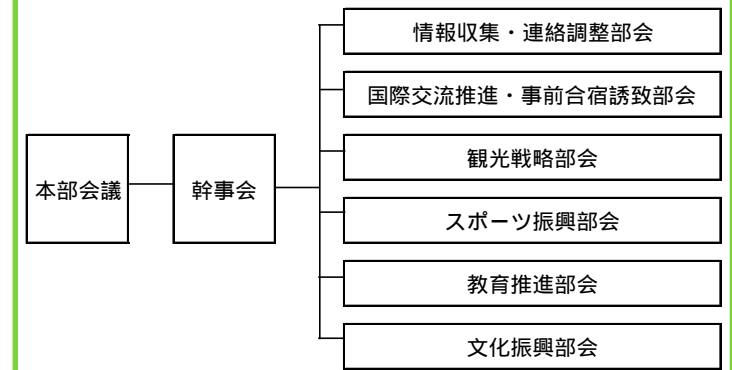 本部会議
幹事会
情報収集・連絡調整部会
国際交流推進・事前合宿誘致部会
観光戦略部会
スポーツ振興部会
教育推進部会
文化振興部会